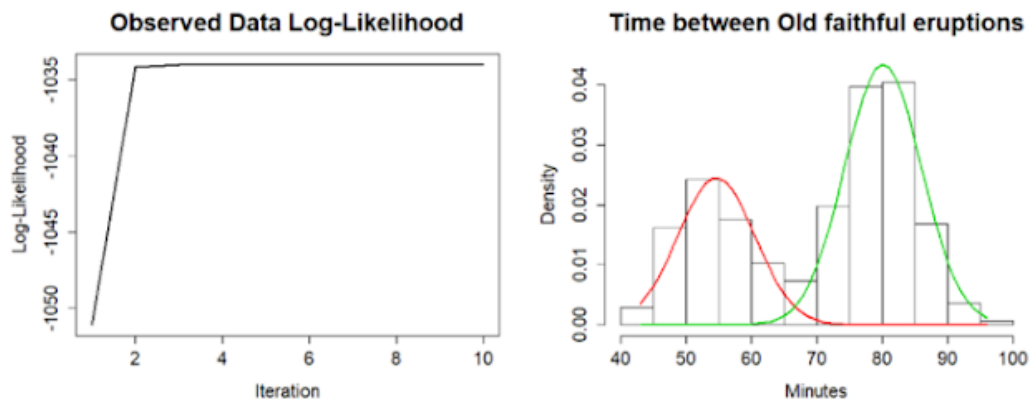 Observed Data Log-Likelihood
Log-Likelihood
-1035
-1040
-1045
-1050
2 4 6 8 10
Iteration
Time between Old faithful eruptions
Density
0.04
0.03
0.02
0.01
0.00
40 50 60 70 80 90 100
Minutes